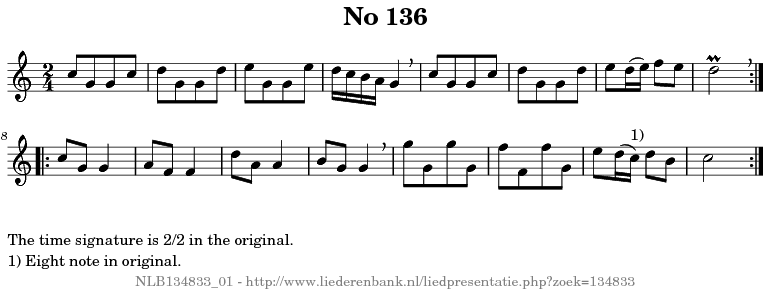 No 136
2
4
8
1)
The time signature is 2/2 in the original.
1) Eight note in original.
NLB134833_01 - http://www.liederenbank.nl/liedpresentatie.php?zoek=134833